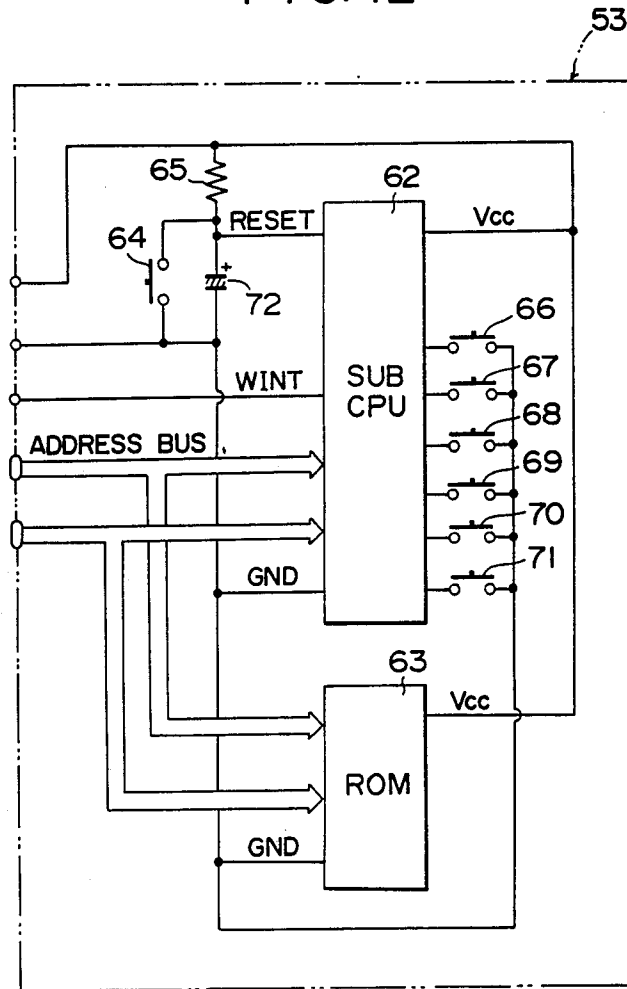 53
65
62
RESET
Vcc
64
+
72
66
WINT
SUB
CPU
67
68
ADDRESS BUS
69
70
GND
71
63
Vcc
ROM
GND